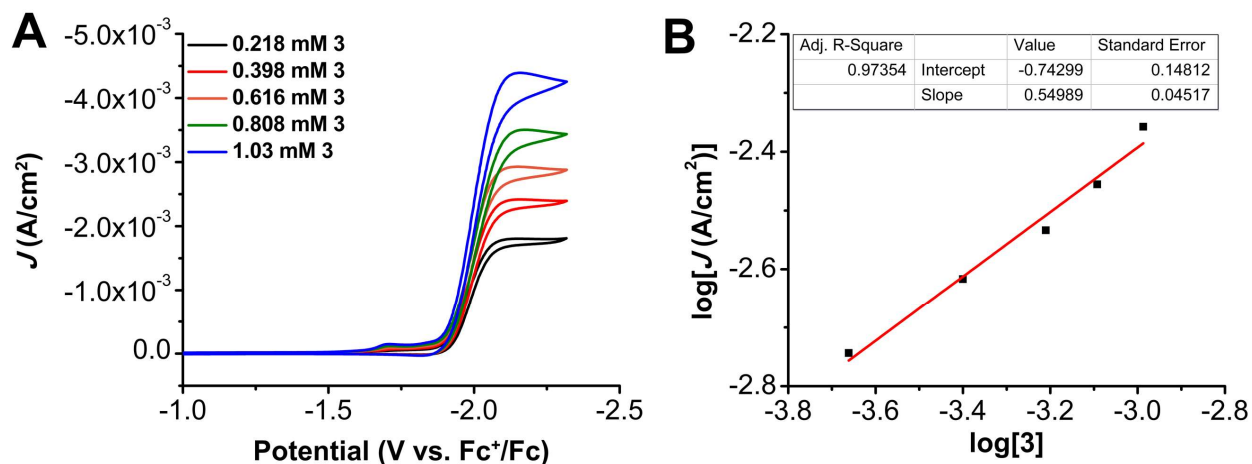 A
-5.0x10⁻³
-4.0x10⁻³
-3.0x10⁻³
-2.0x10⁻³
-1.0x10⁻³
0.0
J (A/cm²)
0.218 mM 3
0.398 mM 3
0.616 mM 3
0.808 mM 3
1.03 mM 3
-1.0 -1.5 -2.0 -2.5
Potential (V vs. Fc⁺/Fc)
B
-2.2
-2.4
-2.6
-2.8
log[J (A/cm²)]
Adj. R-Square Value Standard Error
0.97354 Intercept -0.74299 0.14812
Slope 0.54989 0.04517
-3.8 -3.6 -3.4 -3.2 -3.0 -2.8
log[3]